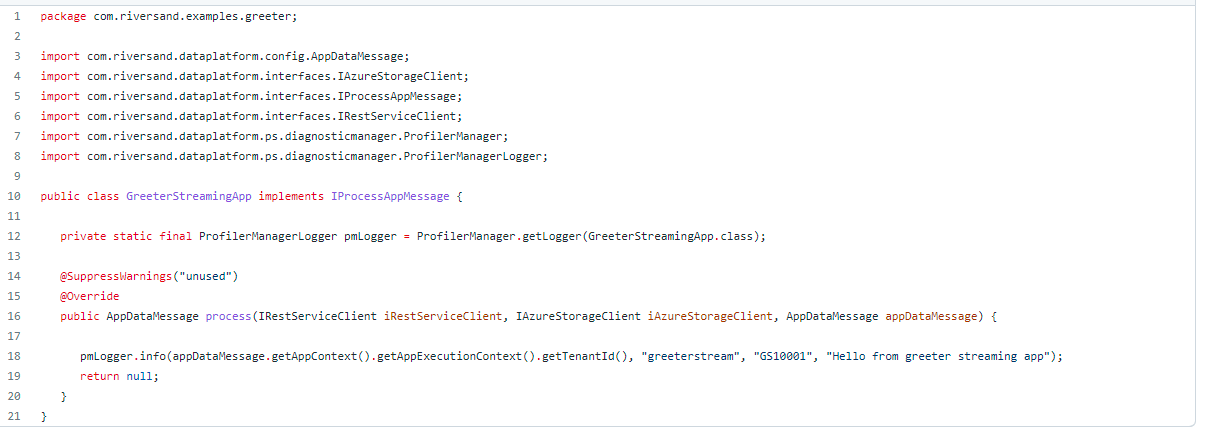 1 package com.riversand.examples.greeter;
2
3 import com.riversand.dataplatform.config.AppDataMessage;
4 import com.riversand.dataplatform.interfaces.IAzureStorageClient;
5 import com.riversand.dataplatform.interfaces.IProcessAppMessage;
6 import com.riversand.dataplatform.interfaces.IRestServiceClient;
7 import com.riversand.dataplatform.ps.diagnosticmanager.ProfilerManager;
8 import com.riversand.dataplatform.ps.diagnosticmanager.ProfilerManagerLogger;
9
10 public class GreeterStreamingApp implements IProcessAppMessage {
11
12 private static final ProfilerManagerLogger pmLogger = ProfilerManager.getLogger(GreeterStreamingApp.class);
13
14 @SuppressWarnings("unused")
15 @Override
16 public AppDataMessage process(IRestServiceClient iRestServiceClient, IAzureStorageClient iAzureStorageClient, AppDataMessage appDataMessage) {
17
18 pmLogger.info(appDataMessage.getAppContext().getAppExecutionContext().getTenantId(), "greeterstream", "GS10001", "Hello from greeter streaming app");
19 return null;
20 }
21 }